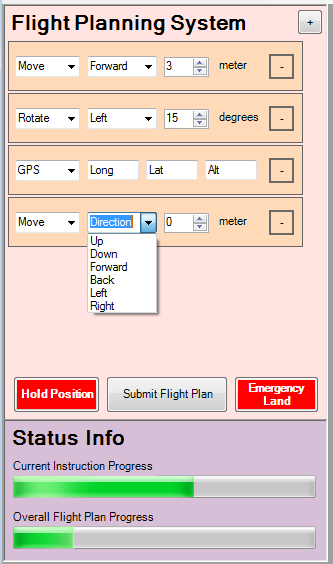 Flight Planning System +
Move Forward 3 meter -
Rotate Left 15 degrees -
GPS Long Lat Alt -
Move Direction 0 meter -
Up
Down
Forward
Back
Left
Right
Hold Position Submit Flight Plan Emergency Land
Status Info
Current Instruction Progress
Overall Flight Plan Progress